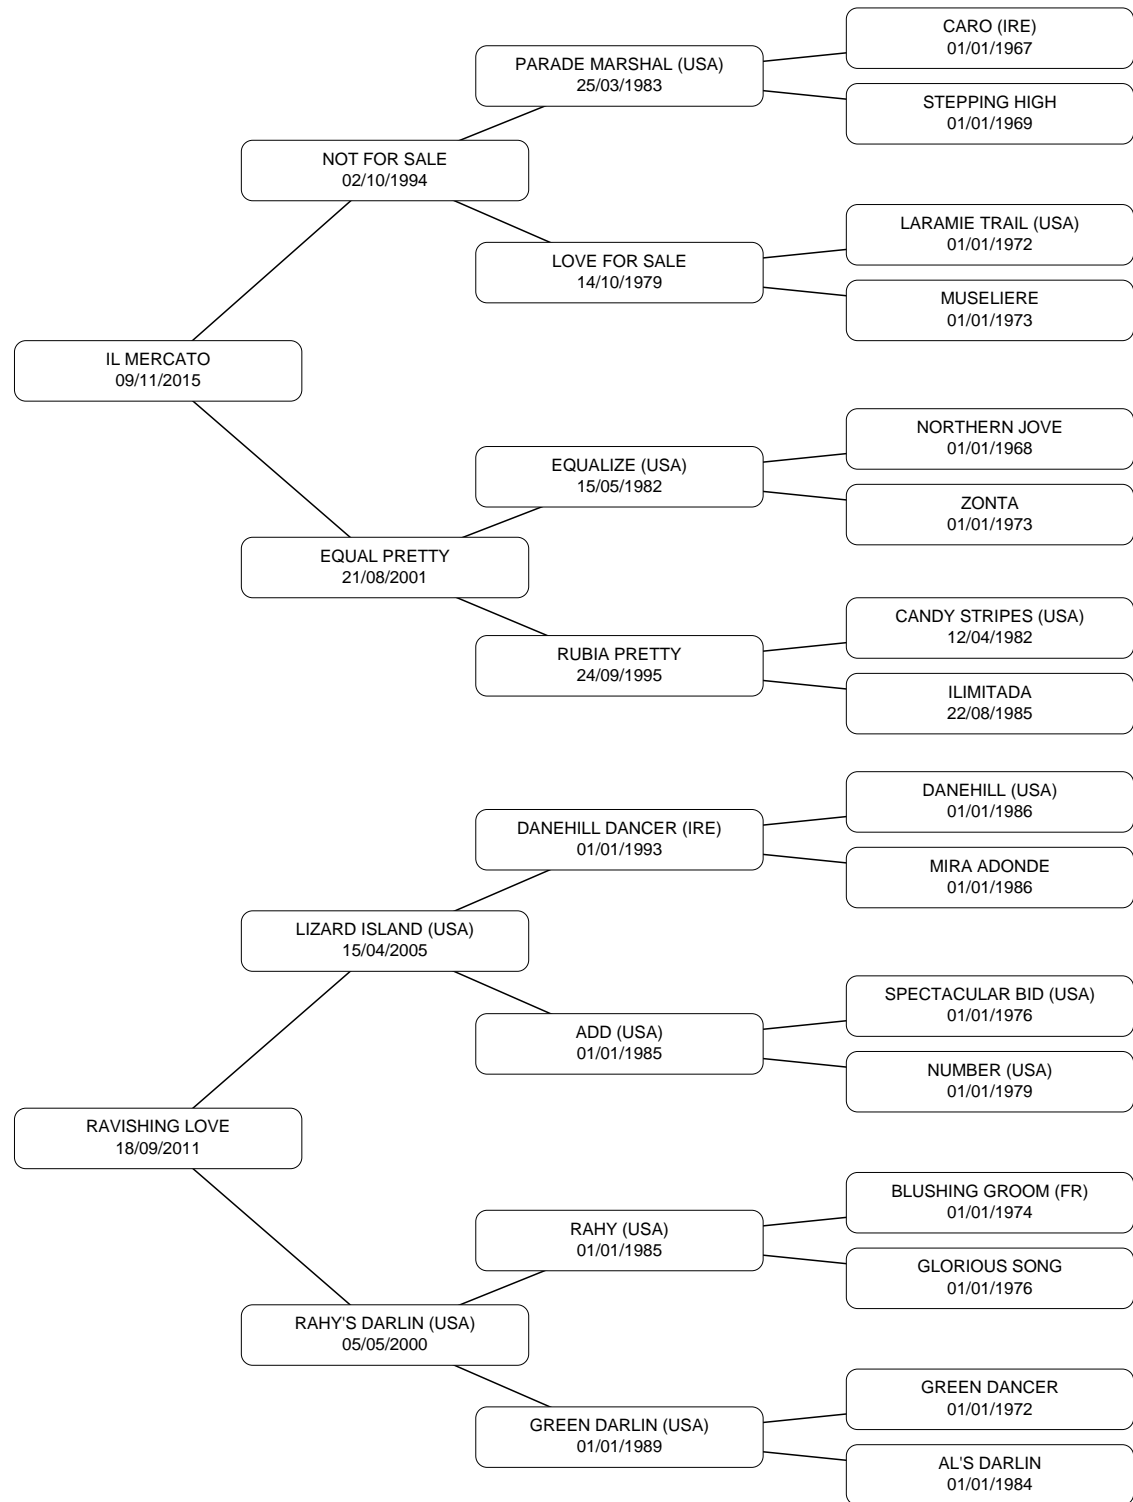 CARO (IRE)
01/01/1967
PARADE MARSHAL (USA)
25/03/1983
STEPPING HIGH
01/01/1969
NOT FOR SALE
02/10/1994
LARAMIE TRAIL (USA)
01/01/1972
LOVE FOR SALE
14/10/1979
MUSELIERE
01/01/1973
IL MERCATO
09/11/2015
NORTHERN JOVE
01/01/1968
EQUALIZE (USA)
15/05/1982
ZONTA
01/01/1973
EQUAL PRETTY
21/08/2001
CANDY STRIPES (USA)
12/04/1982
RUBIA PRETTY
24/09/1995
ILIMITADA
22/08/1985
DANEHILL (USA)
01/01/1986
DANEHILL DANCER (IRE)
01/01/1993
MIRA ADONDE
01/01/1986
LIZARD ISLAND (USA)
15/04/2005
SPECTACULAR BID (USA)
01/01/1976
ADD (USA)
01/01/1985
NUMBER (USA)
01/01/1979
RAVISHING LOVE
18/09/2011
BLUSHING GROOM (FR)
01/01/1974
RAHY (USA)
01/01/1985
GLORIOUS SONG
01/01/1976
RAHY'S DARLIN (USA)
05/05/2000
GREEN DANCER
01/01/1972
GREEN DARLIN (USA)
01/01/1989
AL'S DARLIN
01/01/1984